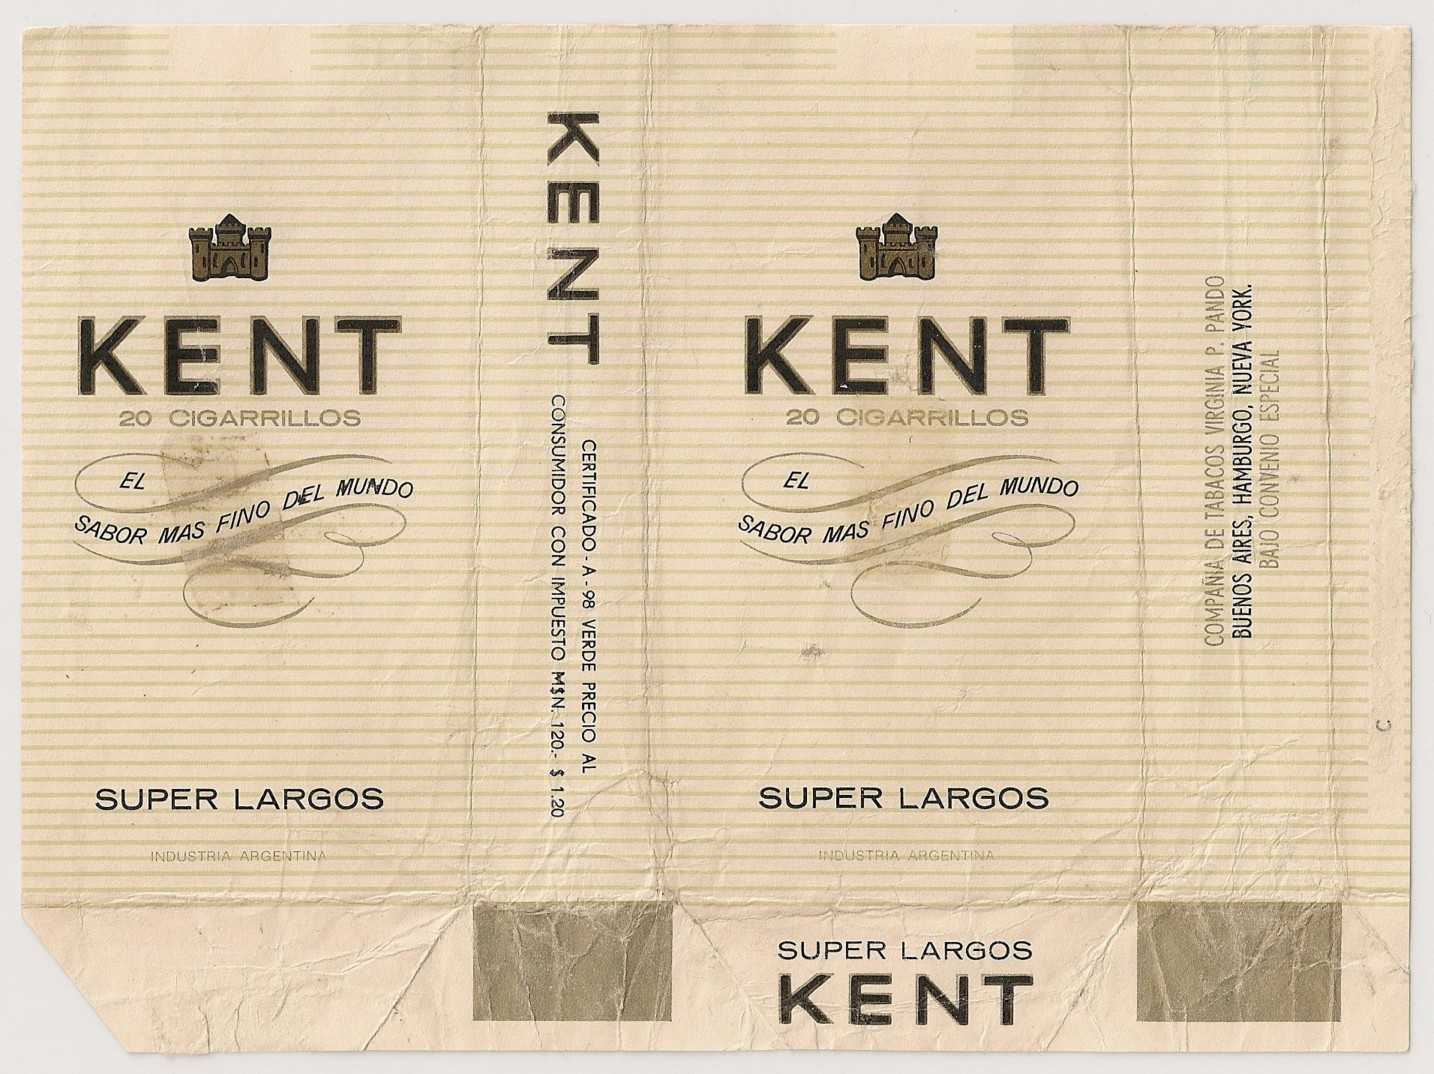 KENT
20 CIGARRILLOS
EL
SABOR MAS FINO DEL MUNDO
SUPER LARGOS
INDUSTRIA ARGENTINA
KENT
CERTIFICADO-A-98 VERDE PRECIO AL
CONSUMIDOR CON IMPUESTO M$N. 120.- $ 1.20
KENT
20 CIGARRILLOS
EL
SABOR MAS FINO DEL MUNDO
SUPER LARGOS
INDUSTRIA ARGENTINA
SUPER LARGOS
KENT
COMPAÑIA DE TABACOS VIRGINIA P. PANDO
BUENOS AIRES, HAMBURGO, NUEVA YORK.
BAJO CONVENIO ESPECIAL
C